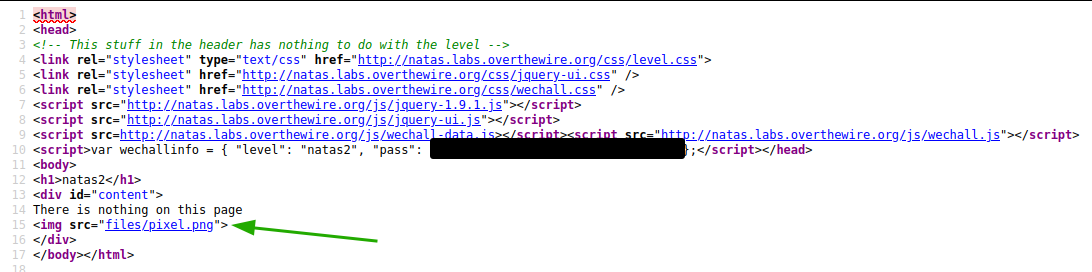 1 <html>
2 <head>
3 <!-- This stuff in the header has nothing to do with the level -->
4 <link rel="stylesheet" type="text/css" href="http://natas.labs.overthewire.org/css/level.css">
5 <link rel="stylesheet" href="http://natas.labs.overthewire.org/css/jquery-ui.css" />
6 <link rel="stylesheet" href="http://natas.labs.overthewire.org/css/wechall.css" />
7 <script src="http://natas.labs.overthewire.org/js/jquery-1.9.1.js"></script>
8 <script src="http://natas.labs.overthewire.org/js/jquery-ui.js"></script>
9 <script src=http://natas.labs.overthewire.org/js/wechall-data.js></script><script src="http://natas.labs.overthewire.org/js/wechall.js"></script>
10 <script>var wechallinfo = { "level": "natas2", "pass": };</script></head>
11 <body>
12 <h1>natas2</h1>
13 <div id="content">
14 There is nothing on this page
15 <img src="files/pixel.png">
16 </div>
17 </body></html>
18